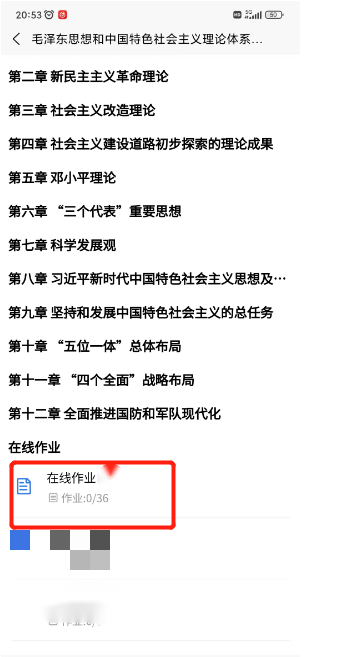 20:53
HD 5G 50
毛泽东思想和中国特色社会主义理论体系…
第二章 新民主主义革命理论
第三章 社会主义改造理论
第四章 社会主义建设道路初步探索的理论成果
第五章 邓小平理论
第六章 “三个代表”重要思想
第七章 科学发展观
第八章 习近平新时代中国特色社会主义思想及…
第九章 坚持和发展中国特色社会主义的总任务
第十章 “五位一体”总体布局
第十一章 “四个全面”战略布局
第十二章 全面推进国防和军队现代化
在线作业
在线作业
作业:0/36